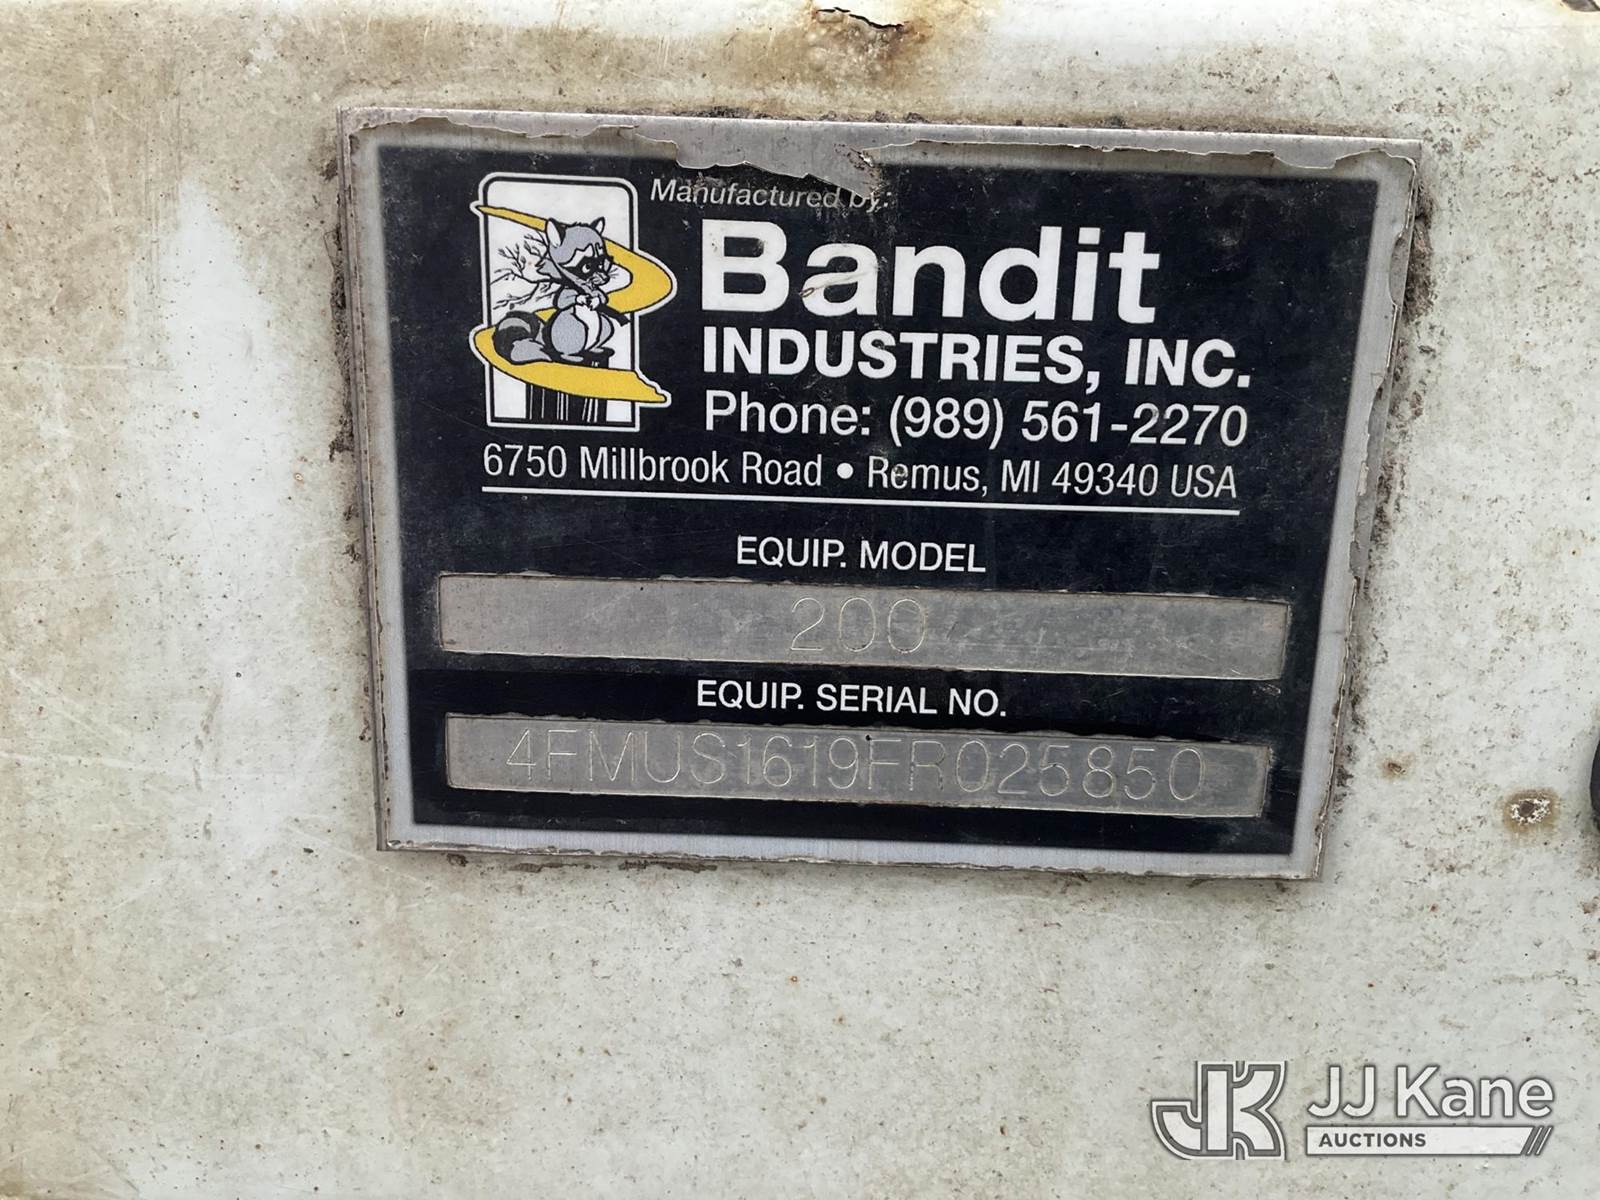 Manufactured by:
Bandit
INDUSTRIES, INC.
Phone: (989) 561-2270
6750 Millbrook Road • Remus, MI 49340 USA
EQUIP. MODEL
200
EQUIP. SERIAL NO.
4FMUS1619FR025850
JK
JJ Kane
AUCTIONS